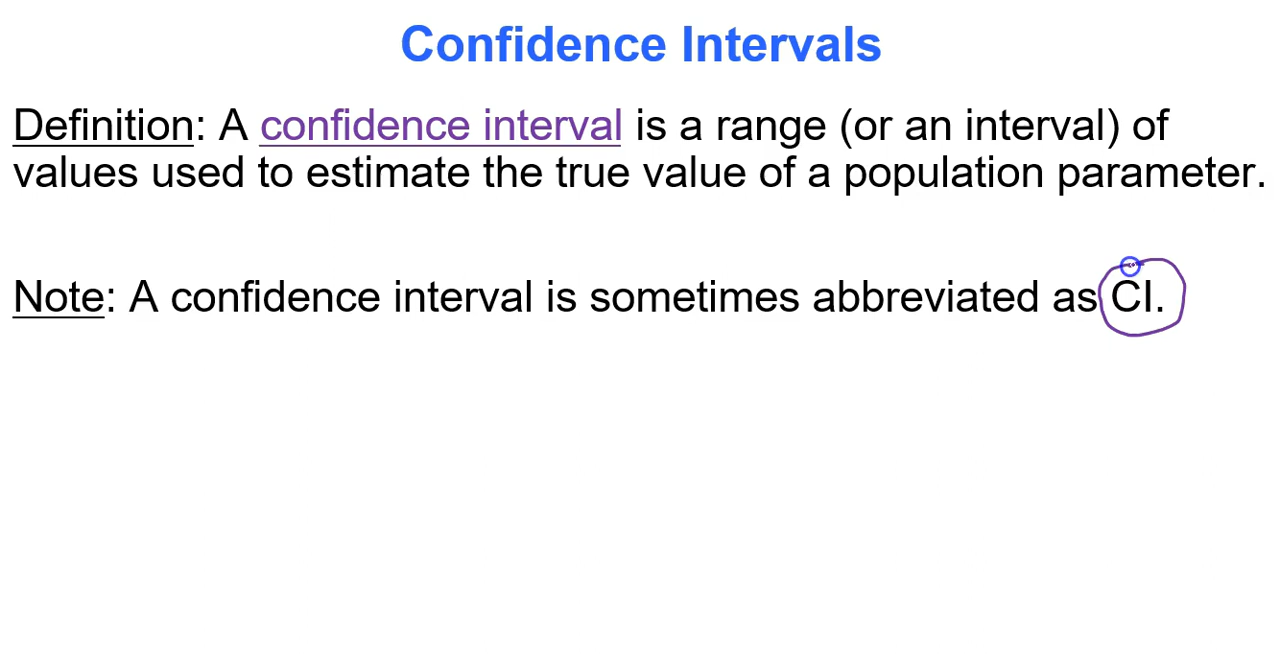 Confidence Intervals
Definition: A confidence interval is a range (or an interval) of
values used to estimate the true value of a population parameter.
Note: A confidence interval is sometimes abbreviated as CI.